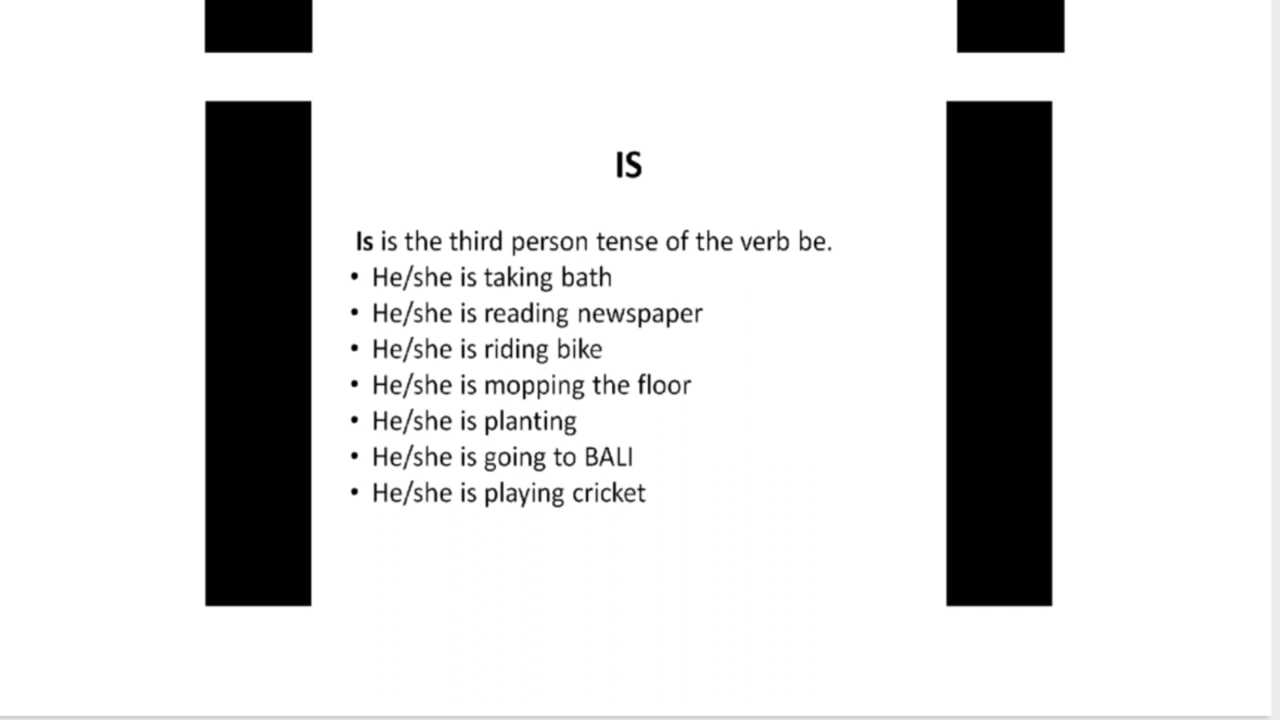 IS
Is is the third person tense of the verb be.
• He/she is taking bath
• He/she is reading newspaper
• He/she is riding bike
• He/she is mopping the floor
• He/she is planting
• He/she is going to BALI
• He/she is playing cricket